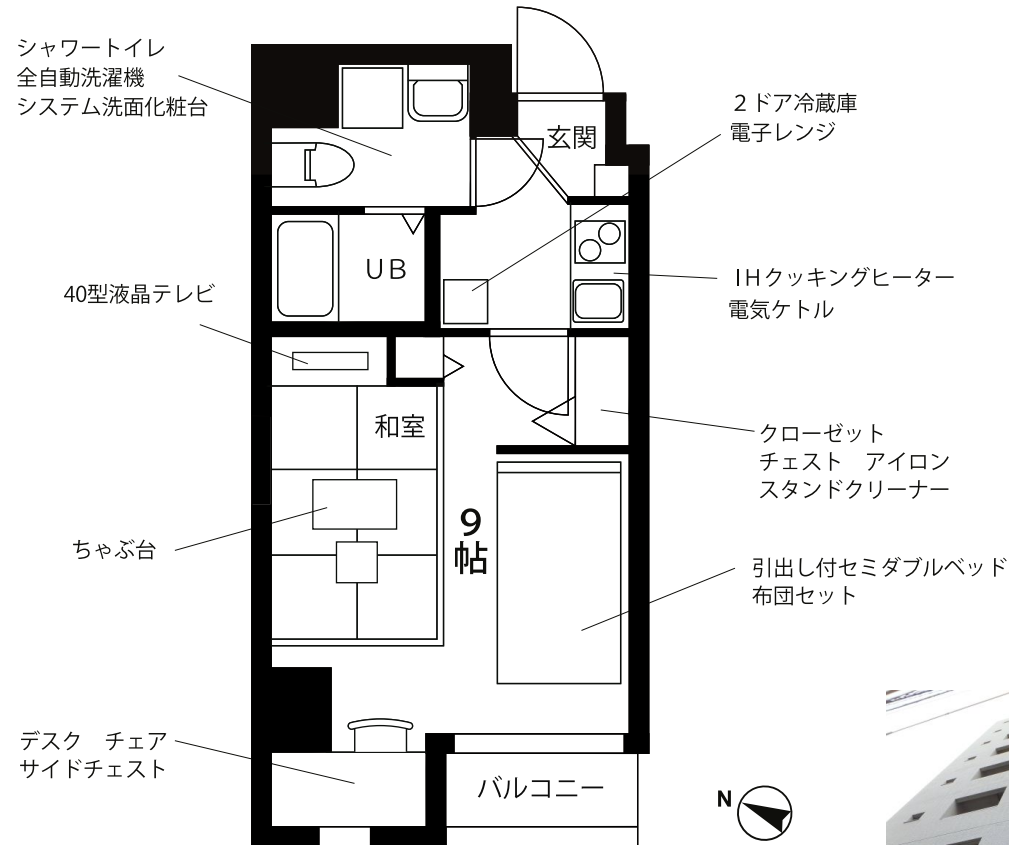 シャワートイレ
全自動洗濯機
システム洗面化粧台
玄関
2ドア冷蔵庫
電子レンジ
UB
40型液晶テレビ
IHクッキングヒーター
電気ケトル
和室
クローゼット
チェスト　アイロン
スタンドクリーナー
9
帖
ちゃぶ台
引出し付セミダブルベッド
布団セット
デスク　チェア
サイドチェスト
バルコニー
N